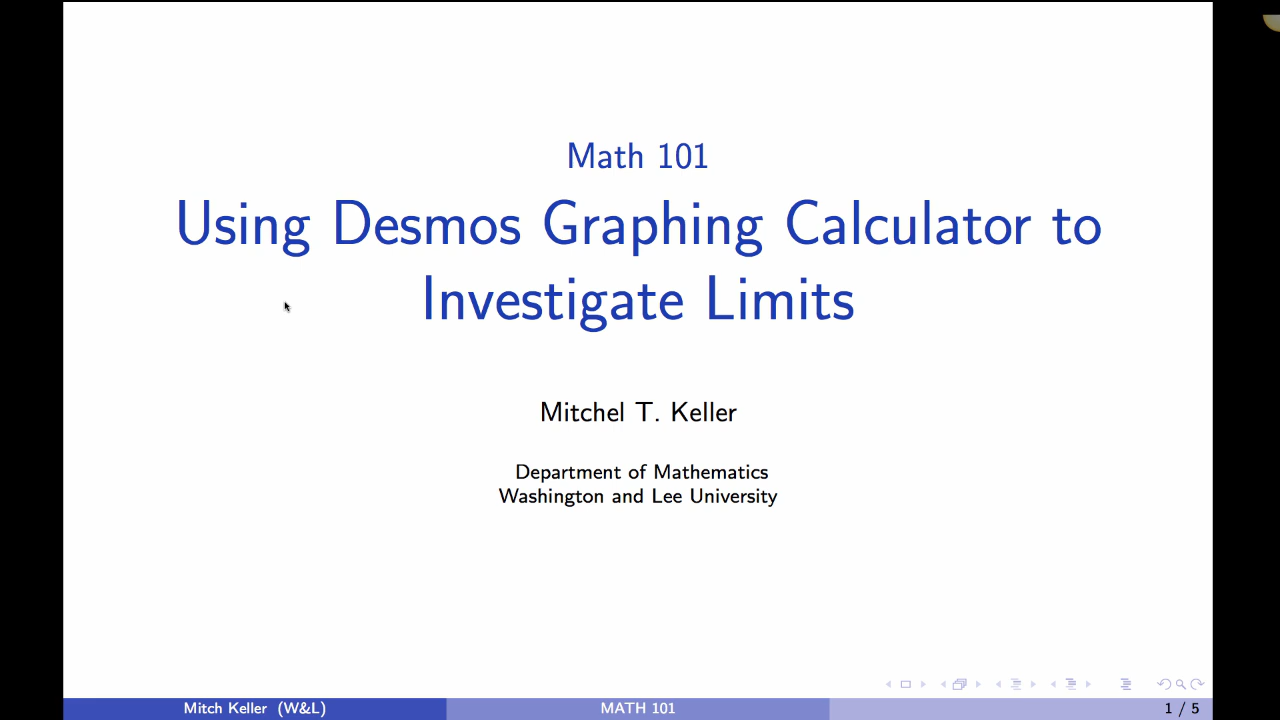 Math 101
Using Desmos Graphing Calculator to
Investigate Limits
Mitchel T. Keller
Department of Mathematics
Washington and Lee University
Mitch Keller (W&L)
MATH 101
1 / 5